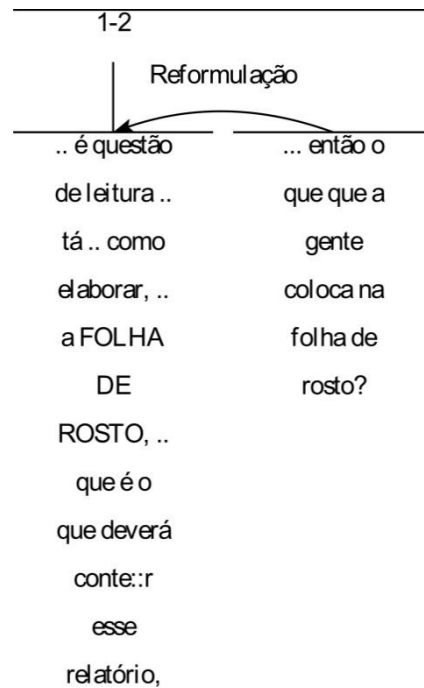 1-2
Reformulação
.. é questão
de leitura ..
tá .. como
elaborar, ..
a FOLHA
DE
ROSTO, ..
que é o
que deverá
conte::r
esse
relatório,
... então o
que que a
gente
coloca na
folha de
rosto?